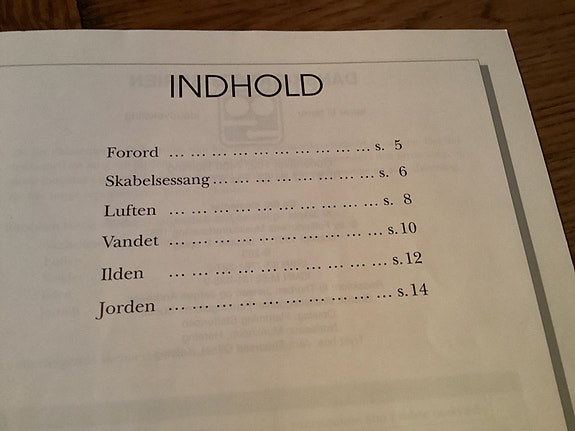 INDHOLD
Forord ... ... ... ... ... ... ... ... ... ... s. 5
Skabelsessang ... ... ... ... ... ... ... ... s. 6
Luften ... ... ... ... ... ... ... ... ... ... s. 8
Vandet ... ... ... ... ... ... ... ... ... ... s. 10
Ilden ... ... ... ... ... ... ... ... ... ... s. 12
Jorden ... ... ... ... ... ... ... ... ... ... s. 14